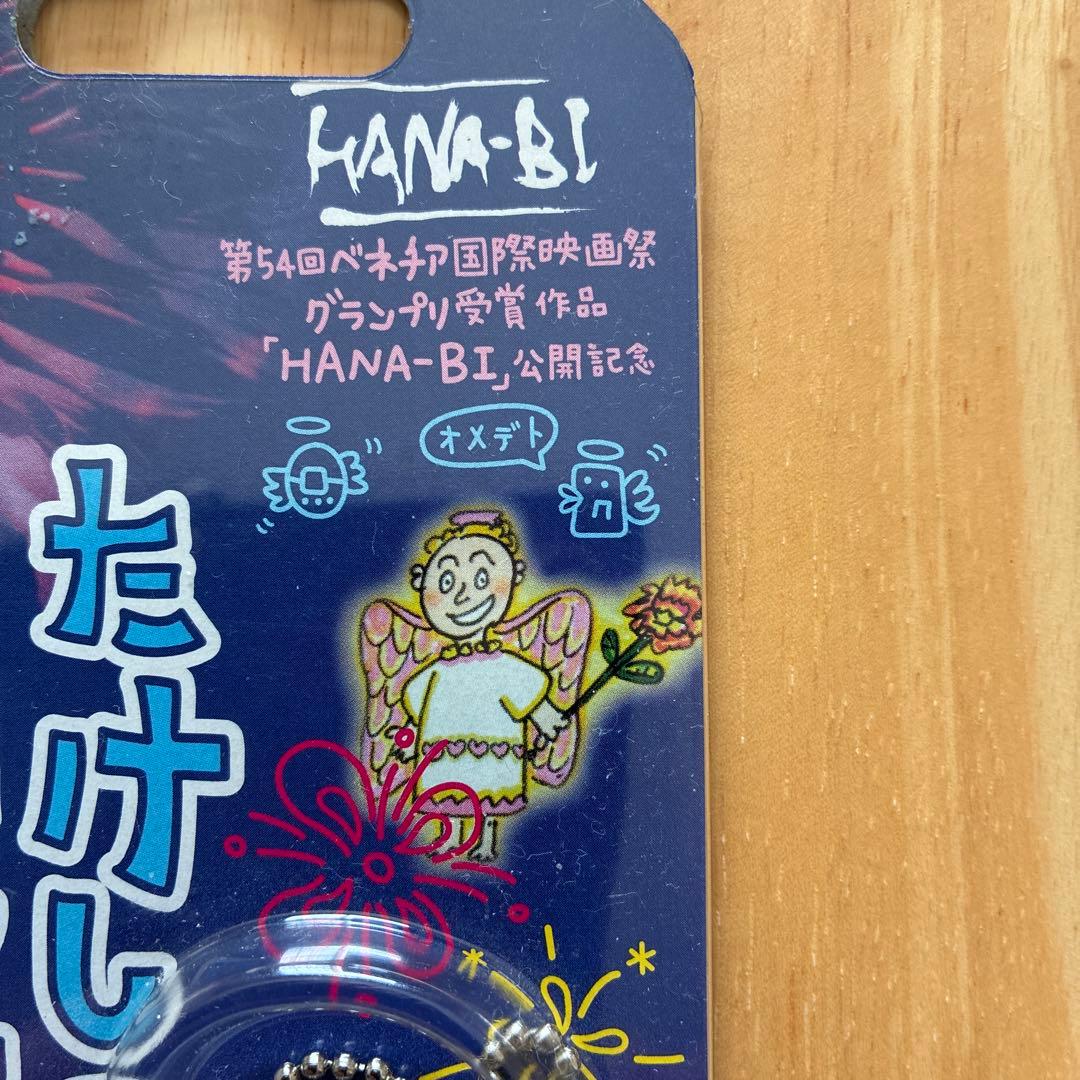 HANA-BI
第54回ベネチア国際映画祭
グランプリ受賞作品
「HANA-BI」公開記念
オメデト
たけし